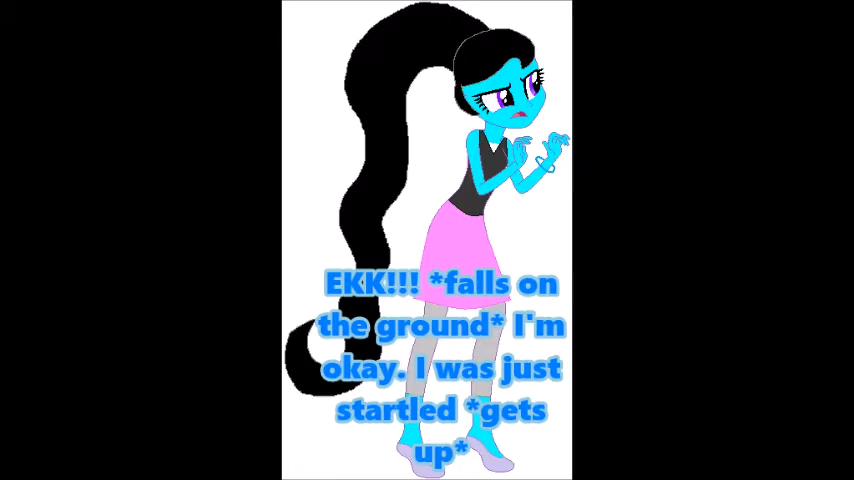 EKK!!! *falls on
the ground* I'm
okay. I was just
startled *gets
up*